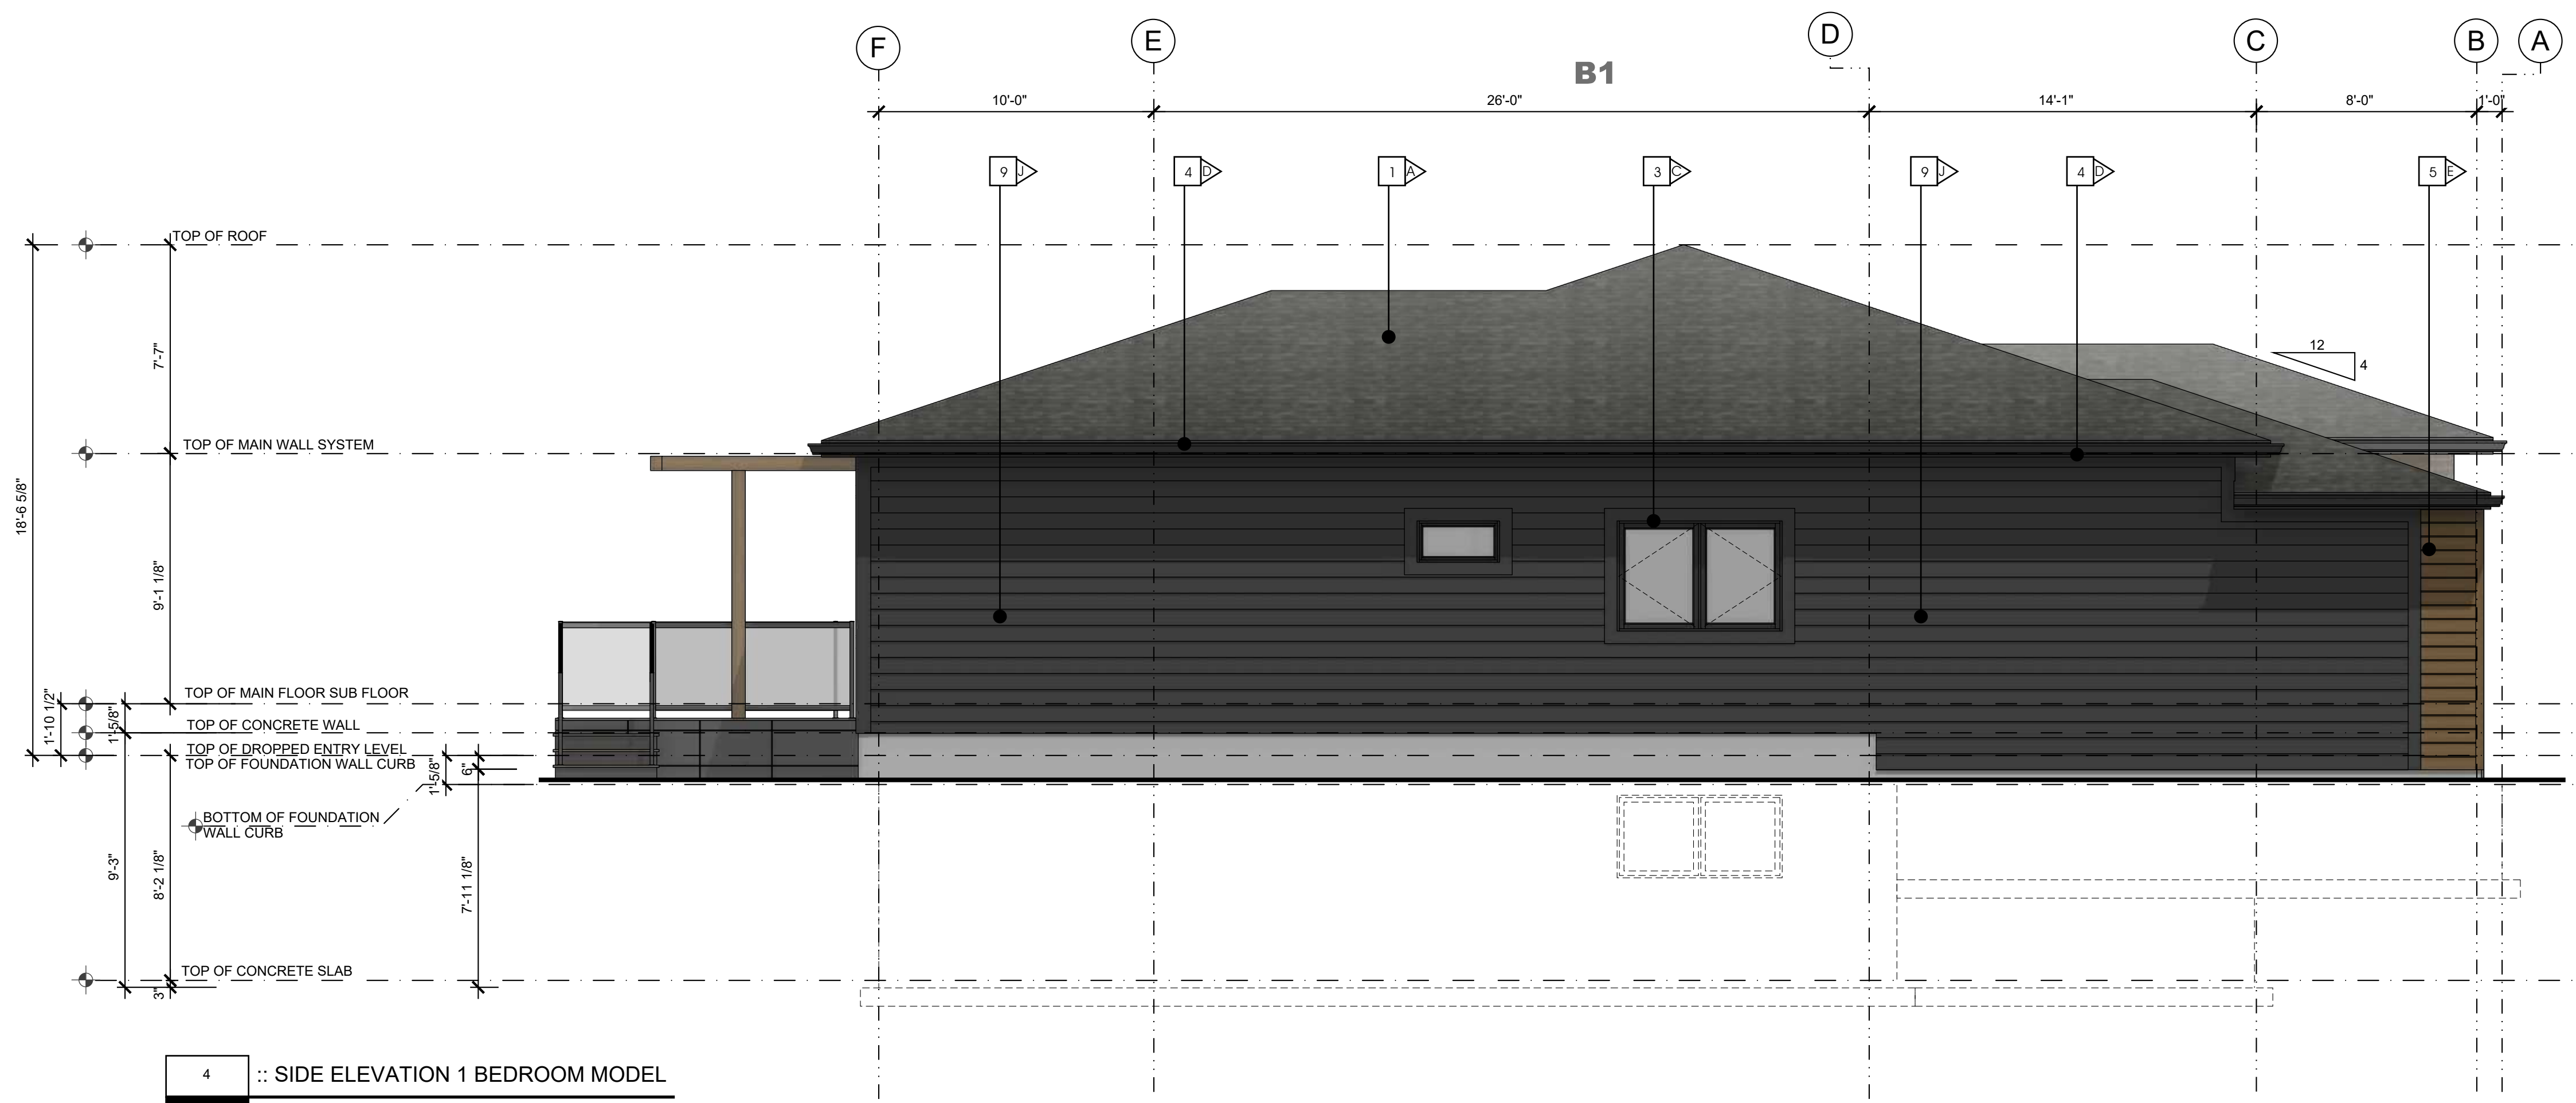 F
E
D
C
B
A
B1
10'-0"
26'-0"
14'-1"
8'-0"
1'-0"
9 J
4 D
1 A
3 C
9 J
4 D
5 E
TOP OF ROOF
12
4
7'-7"
TOP OF MAIN WALL SYSTEM
18'-6 5/8"
9'-1 1/8"
TOP OF MAIN FLOOR SUB FLOOR
1'-10 1/2"
1'-5/8"
TOP OF CONCRETE WALL
TOP OF DROPPED ENTRY LEVEL
TOP OF FOUNDATION WALL CURB
1'-5/8"
6"
BOTTOM OF FOUNDATION
WALL CURB
9'-3"
8'-2 1/8"
7'-11 1/8"
TOP OF CONCRETE SLAB
3"
4
:: SIDE ELEVATION 1 BEDROOM MODEL